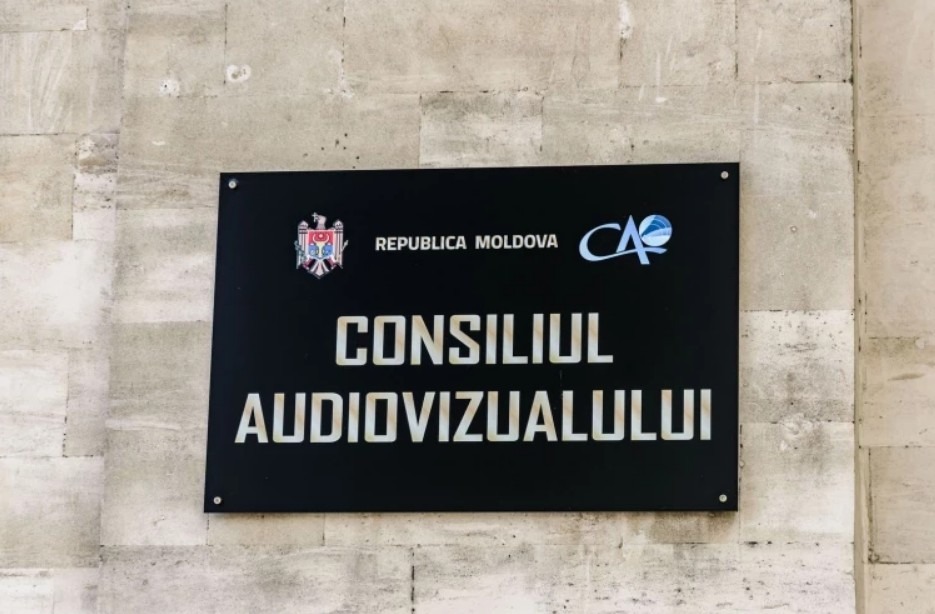 REPUBLICA MOLDOVA
CA
CONSILIUL
AUDIOVIZUALULUI